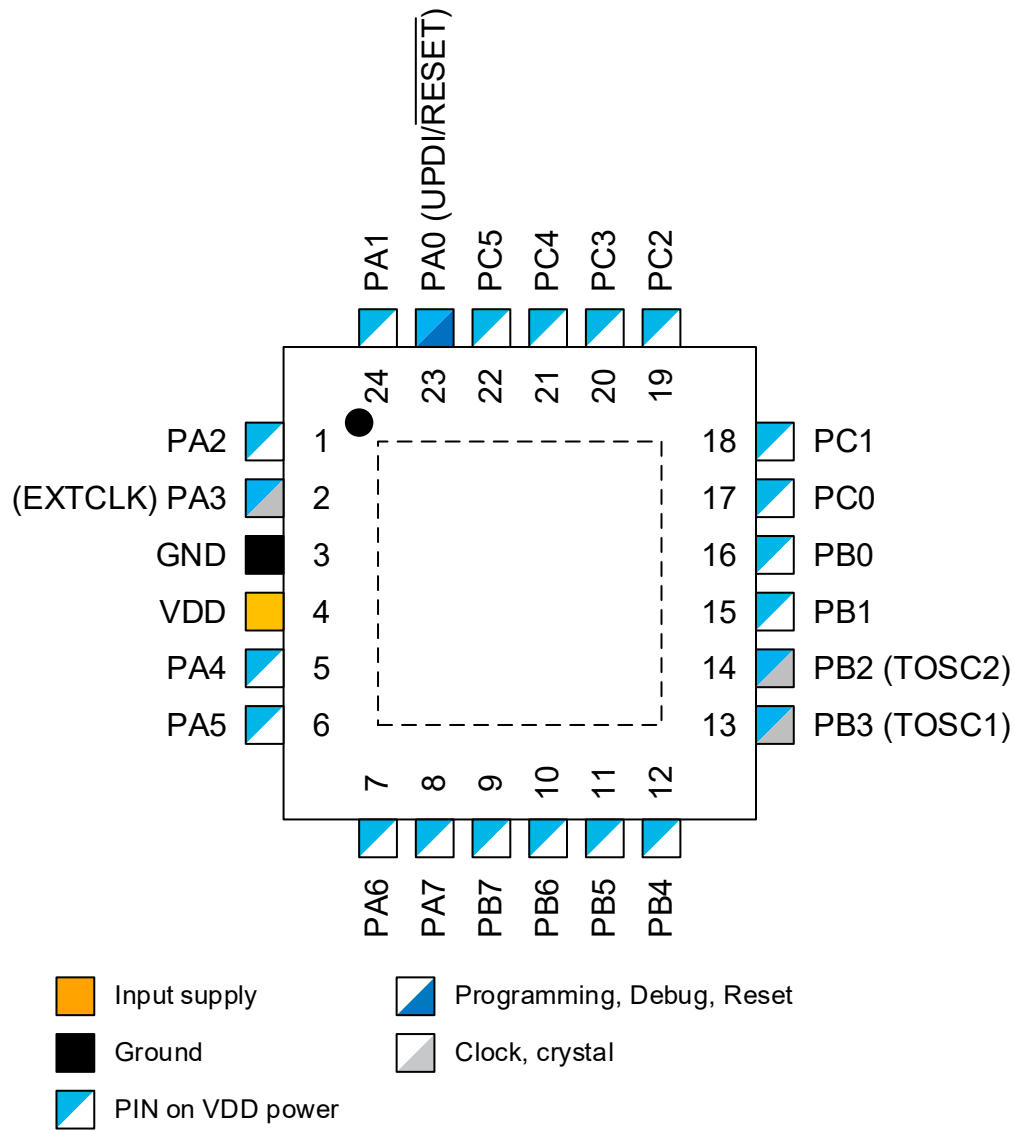 PA1
PA0 (UPDI/RESET)
PC5
PC4
PC3
PC2
24
23
22
21
20
19
PA2 1
18 PC1
(EXTCLK) PA3 2
17 PC0
GND 3
16 PB0
VDD 4
15 PB1
PA4 5
14 PB2 (TOSC2)
PA5 6
13 PB3 (TOSC1)
7
8
9
10
11
12
PA6
PA7
PB7
PB6
PB5
PB4
Input supply
Programming, Debug, Reset
Ground
Clock, crystal
PIN on VDD power